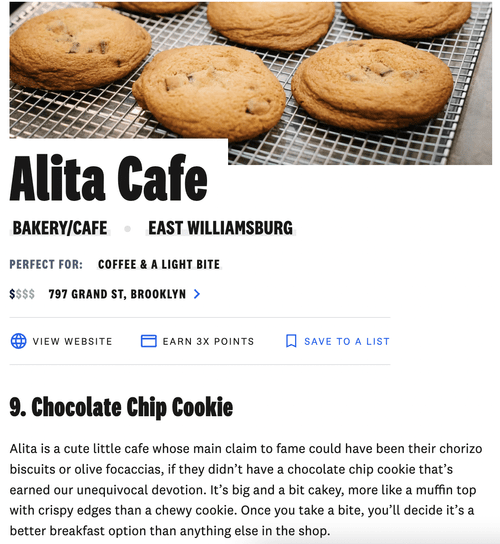 Alita Cafe
BAKERY/CAFE EAST WILLIAMSBURG
PERFECT FOR: COFFEE & A LIGHT BITE
$$$$ 797 GRAND ST, BROOKLYN
VIEW WEBSITE EARN 3X POINTS SAVE TO A LIST
9. Chocolate Chip Cookie
Alita is a cute little cafe whose main claim to fame could have been their chorizo
biscuits or olive focaccias, if they didn’t have a chocolate chip cookie that’s
earned our unequivocal devotion. It’s big and a bit cakey, more like a muffin top
with crispy edges than a chewy cookie. Once you take a bite, you’ll decide it’s a
better breakfast option than anything else in the shop.